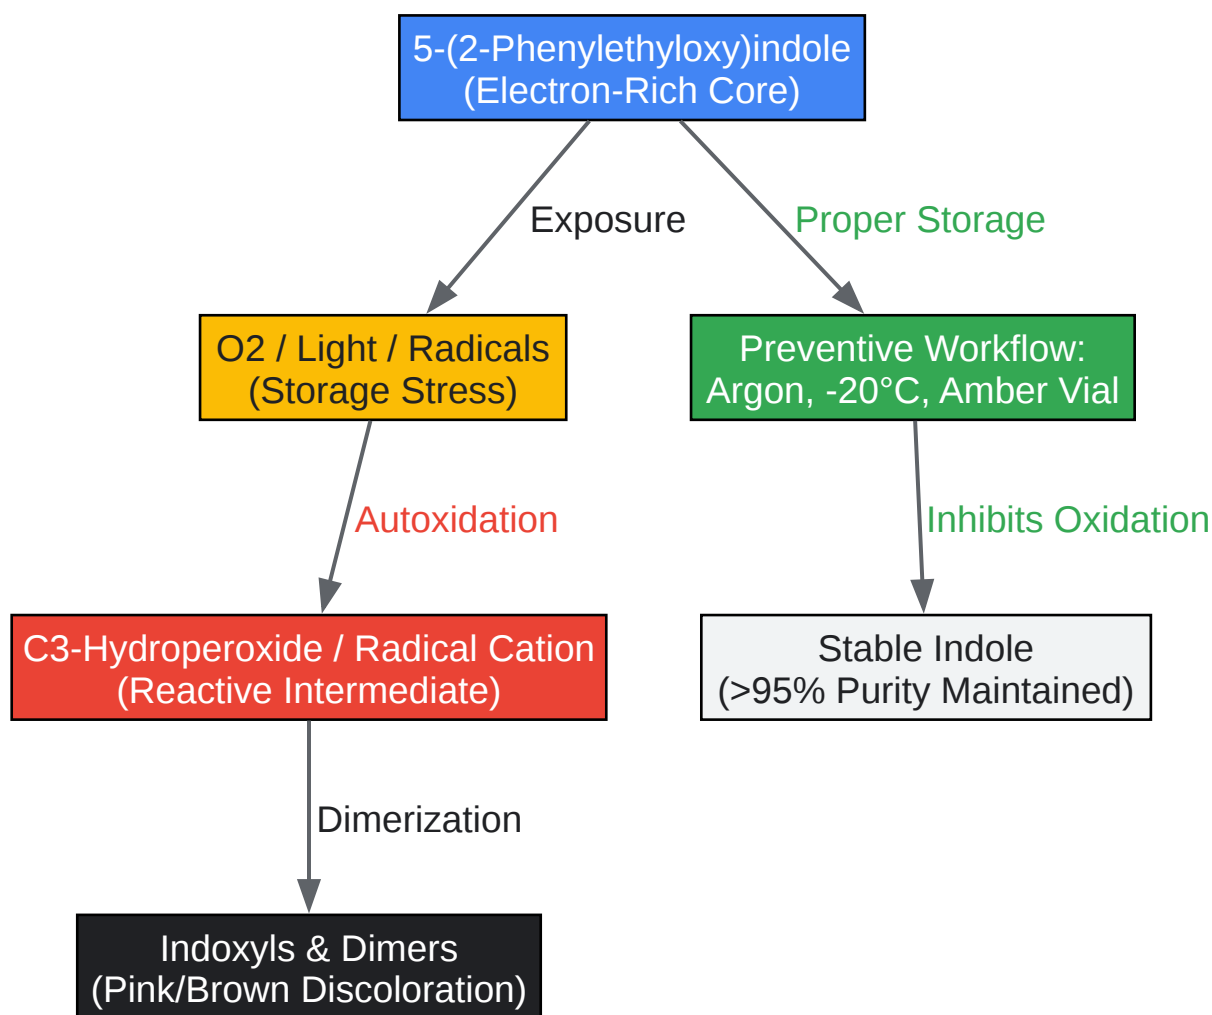 5-(2-Phenylethyloxy)indole
(Electron-Rich Core)
Exposure
Proper Storage
O2 / Light / Radicals
(Storage Stress)
Preventive Workflow:
Argon, -20°C, Amber Vial
Autoxidation
Inhibits Oxidation
C3-Hydroperoxide / Radical Cation
(Reactive Intermediate)
Stable Indole
(>95% Purity Maintained)
Dimerization
Indoxyls & Dimers
(Pink/Brown Discoloration)